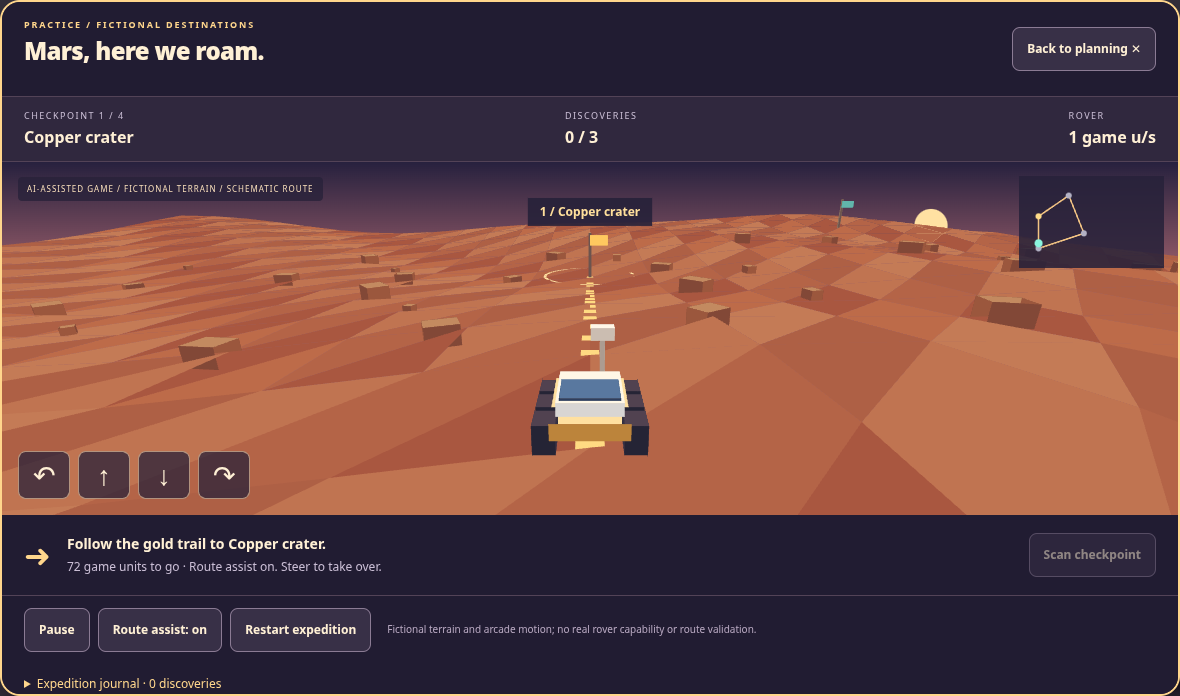 PRACTICE / FICTIONAL DESTINATIONS
Mars, here we roam.
Back to planning ×
CHECKPOINT 1 / 4
Copper crater
DISCOVERIES
0 / 3
ROVER
1 game u/s
AI-ASSISTED GAME / FICTIONAL TERRAIN / SCHEMATIC ROUTE
1 / Copper crater
↶ ↑ ↓ ↷
➜
Follow the gold trail to Copper crater.
72 game units to go · Route assist on. Steer to take over.
Scan checkpoint
Pause
Route assist: on
Restart expedition
Fictional terrain and arcade motion; no real rover capability or route validation.
▶ Expedition journal · 0 discoveries